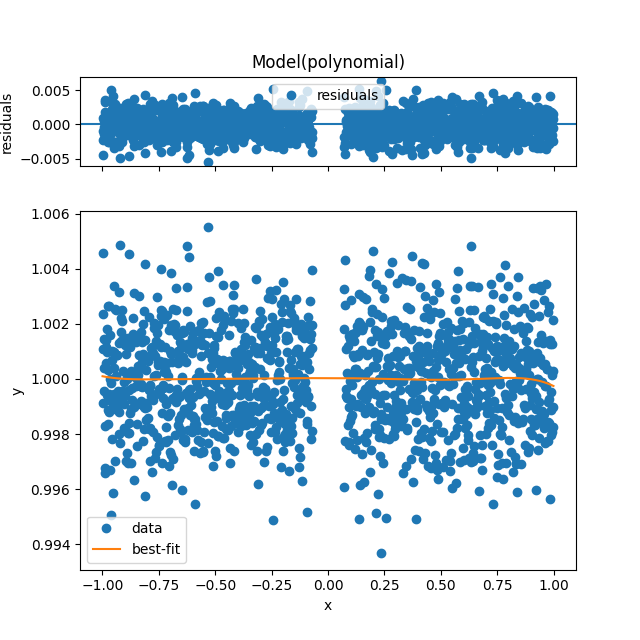 Model(polynomial)
residuals
0.005
0.000
−0.005
residuals
y
1.006
1.004
1.002
1.000
0.998
0.996
0.994
data
best-fit
−1.00 −0.75 −0.50 −0.25 0.00 0.25 0.50 0.75 1.00
x